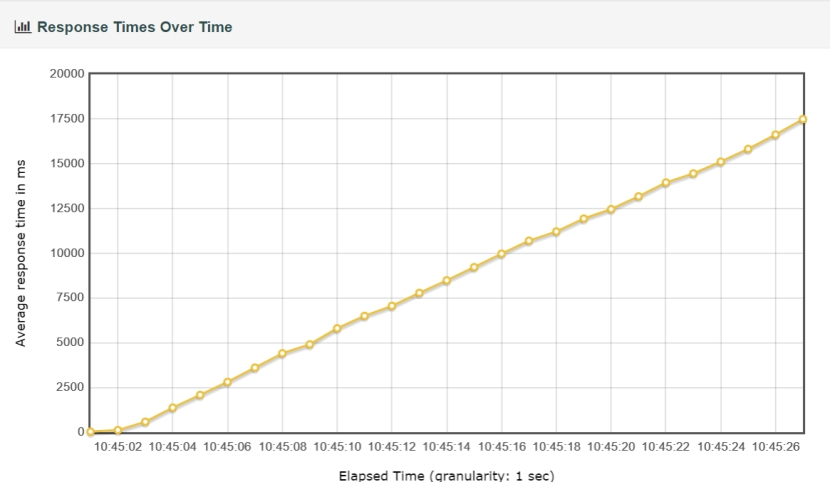 Response Times Over Time
20000
17500
15000
12500
10000
7500
5000
2500
0
Average response time in ms
10:45:02 10:45:04 10:45:06 10:45:08 10:45:10 10:45:12 10:45:14 10:45:16 10:45:18 10:45:20 10:45:22 10:45:24 10:45:26
Elapsed Time (granularity: 1 sec)